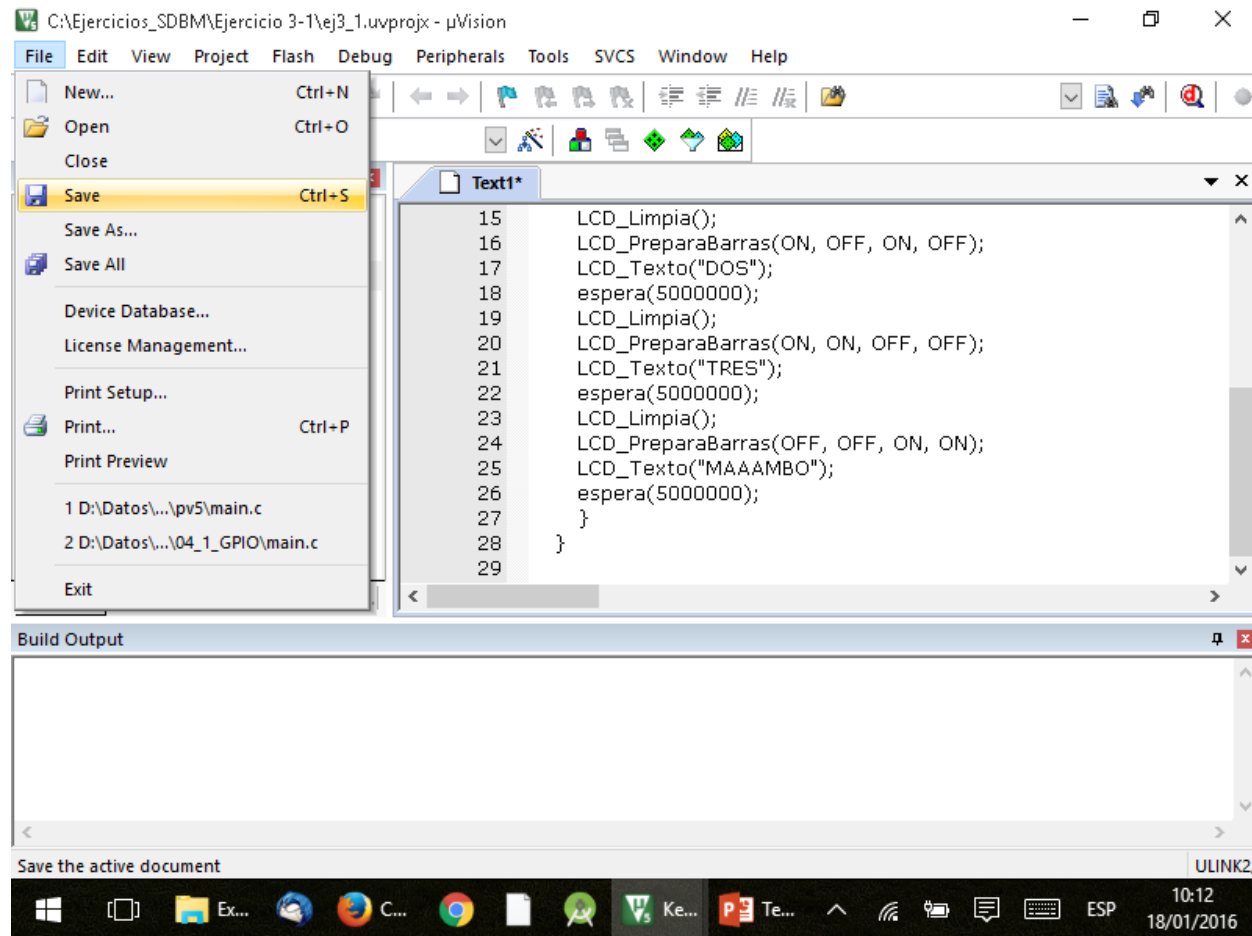 C:\Ejercicios_SDBM\Ejercicio 3-1\ej3_1.uvprojx - µVision
File Edit View Project Flash Debug Peripherals Tools SVCS Window Help
New... Ctrl+N
Open Ctrl+O
Close
Save Ctrl+S
Save As...
Save All
Device Database...
License Management...
Print Setup...
Print... Ctrl+P
Print Preview
1 D:\Datos\...\pv5\main.c
2 D:\Datos\...\04_1_GPIO\main.c
Exit
Text1*
15 LCD_Limpia();
16 LCD_PreparaBarras(ON, OFF, ON, OFF);
17 LCD_Texto("DOS");
18 espera(5000000);
19 LCD_Limpia();
20 LCD_PreparaBarras(ON, ON, OFF, OFF);
21 LCD_Texto("TRES");
22 espera(5000000);
23 LCD_Limpia();
24 LCD_PreparaBarras(OFF, OFF, ON, ON);
25 LCD_Texto("MAAAMBO");
26 espera(5000000);
27 }
28 }
29
Build Output
Save the active document ULINK2
Ex... C... Ke... Te... ESP 10:12
18/01/2016